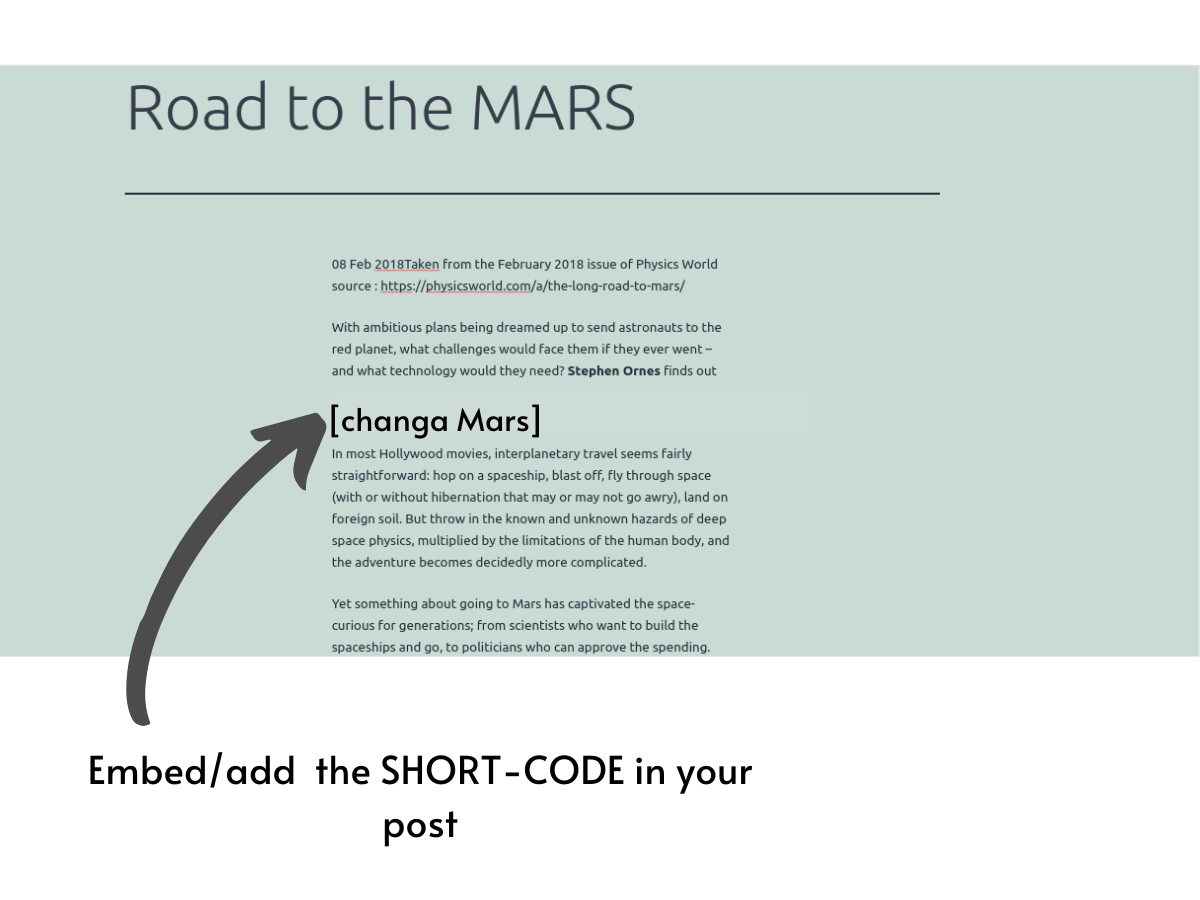 Road to the MARS
08 Feb 2018Taken from the February 2018 issue of Physics World
source : https://physicsworld.com/a/the-long-road-to-mars/
With ambitious plans being dreamed up to send astronauts to the
red planet, what challenges would face them if they ever went –
and what technology would they need? Stephen Ornes finds out
[changa Mars]
In most Hollywood movies, interplanetary travel seems fairly
straightforward: hop on a spaceship, blast off, fly through space
(with or without hibernation that may or may not go awry), land on
foreign soil. But throw in the known and unknown hazards of deep
space physics, multiplied by the limitations of the human body, and
the adventure becomes decidedly more complicated.
Yet something about going to Mars has captivated the space-
curious for generations; from scientists who want to build the
spaceships and go, to politicians who can approve the spending.
Embed/add the SHORT-CODE in your
post